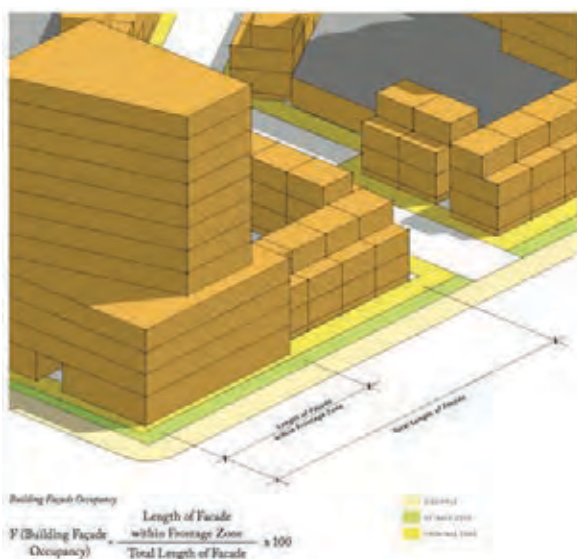 Length of Facade
within Frontage Zone
Total Length of Facade
Building Façade Occupancy
F (Building Façade Occupancy) = Length of Facade within Frontage Zone
Total Length of Facade
x 100